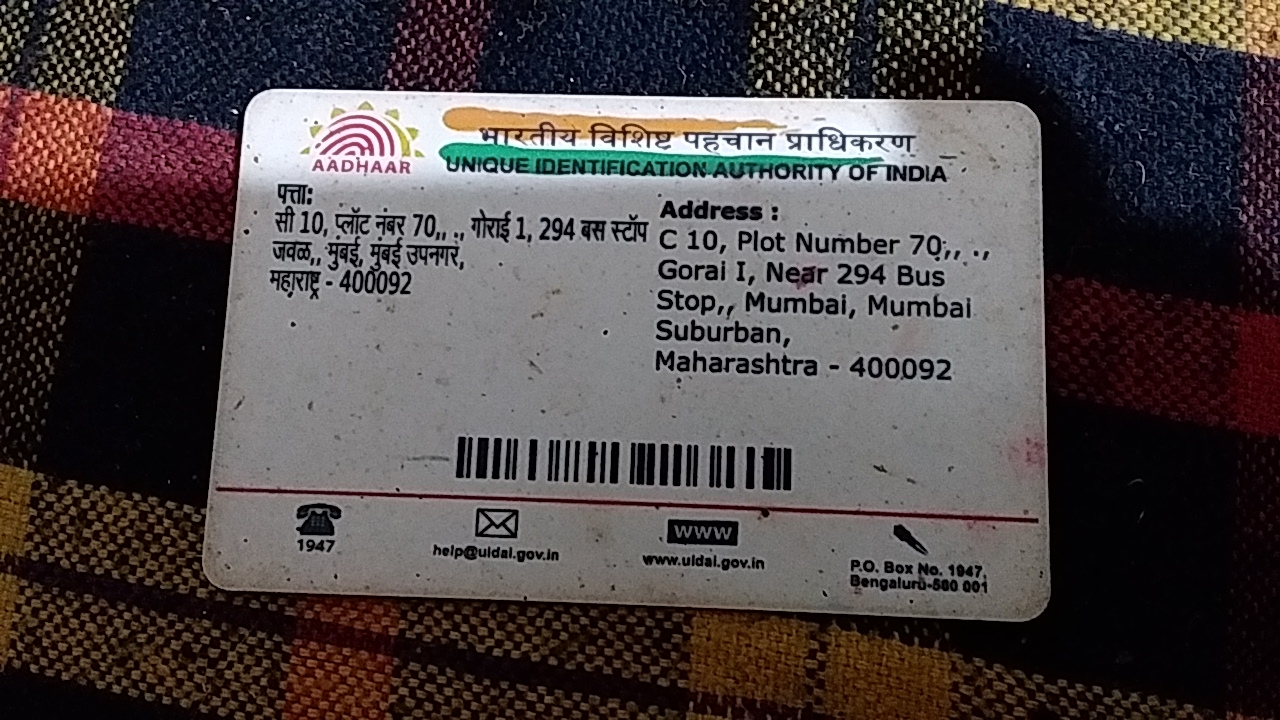 AADHAAR
भारतीय विशिष्ट पहचान प्राधिकरण
UNIQUE IDENTIFICATION AUTHORITY OF INDIA
पत्ता:
सी 10, प्लॉट नंबर 70,, ., गोराई 1, 294 बस स्टॉप
जवळ,, मुंबई, मुंबई उपनगर,
महाराष्ट्र - 400092
Address :
C 10, Plot Number 70,,, .,
Gorai I, Near 294 Bus
Stop,, Mumbai, Mumbai
Suburban,
Maharashtra - 400092
1947
help@uidai.gov.in
www
www.uidai.gov.in
P.O. Box No. 1947,
Bengaluru-560 001